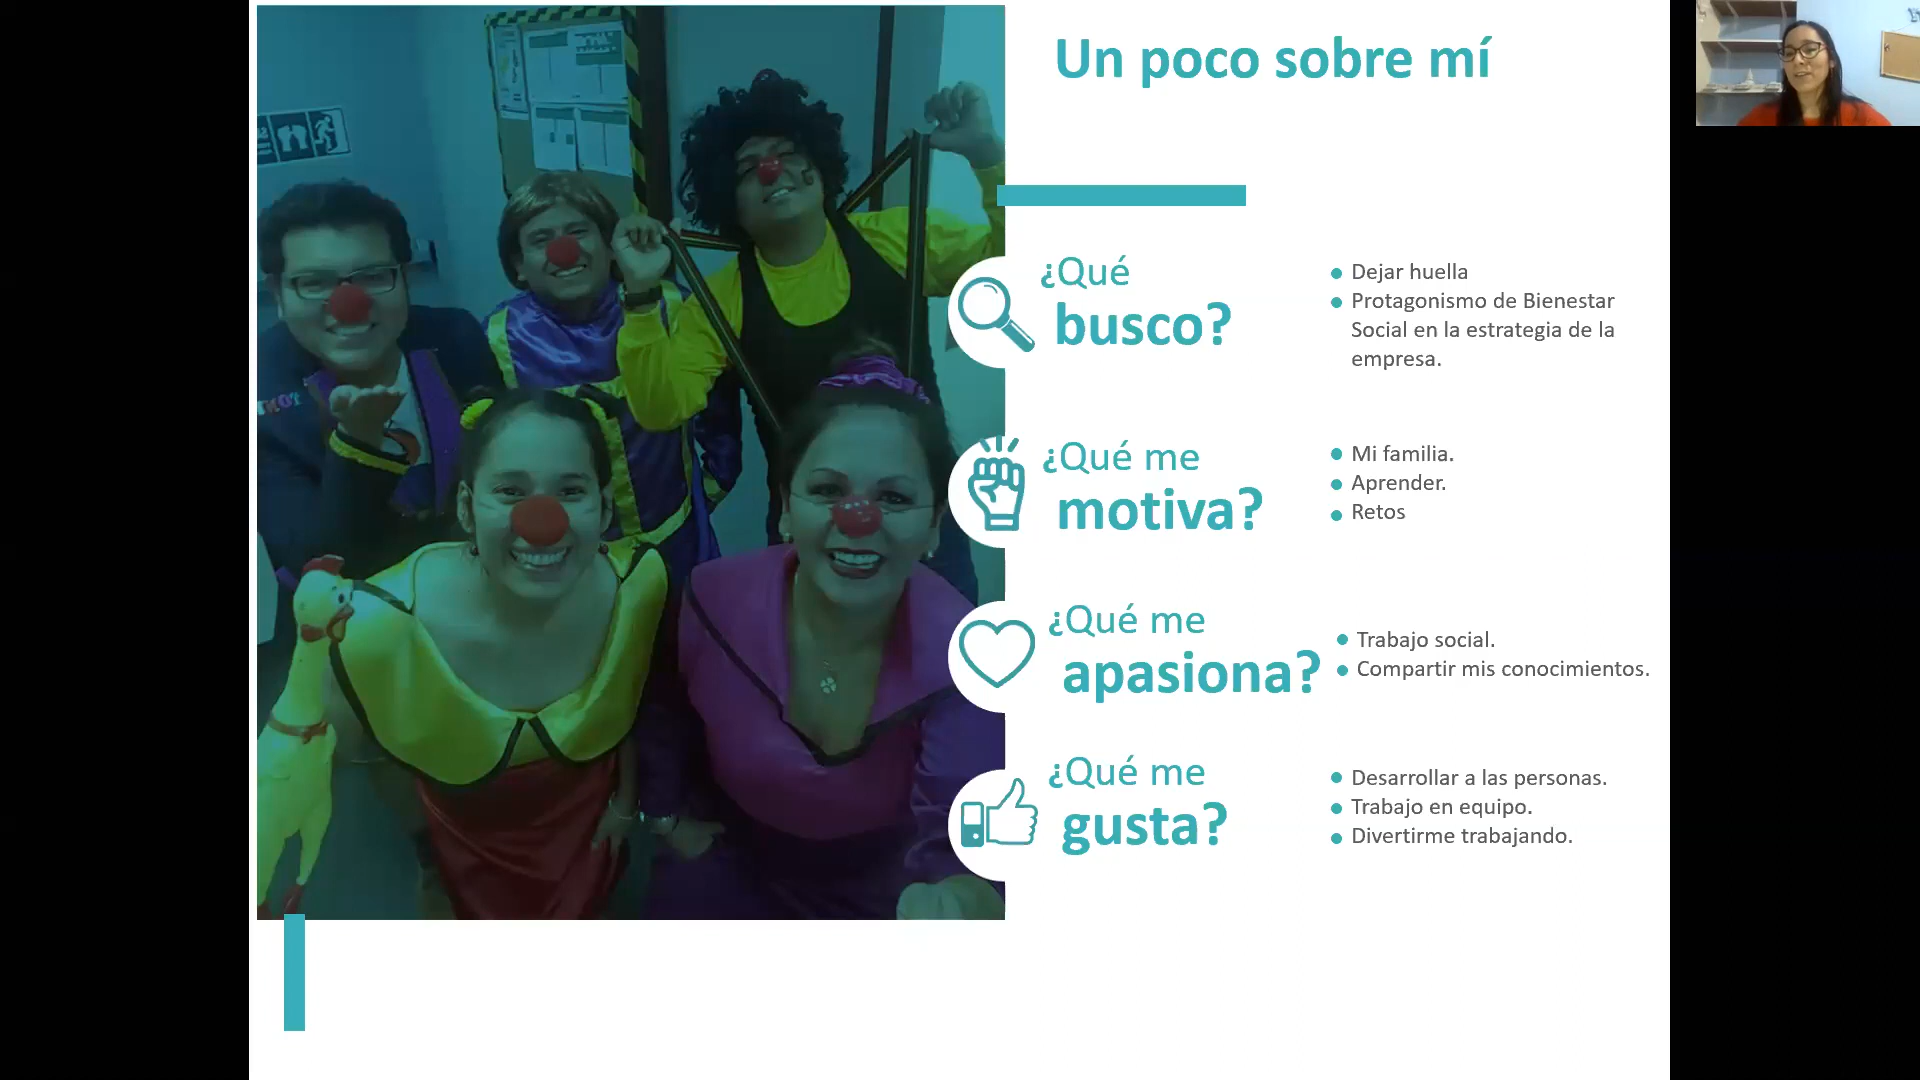 Un poco sobre mí
¿Qué
busco?
Dejar huella
Protagonismo de Bienestar
Social en la estrategia de la
empresa.
¿Qué me
motiva?
Mi familia.
Aprender.
Retos
¿Qué me
apasiona?
Trabajo social.
Compartir mis conocimientos.
¿Qué me
gusta?
Desarrollar a las personas.
Trabajo en equipo.
Divertirme trabajando.